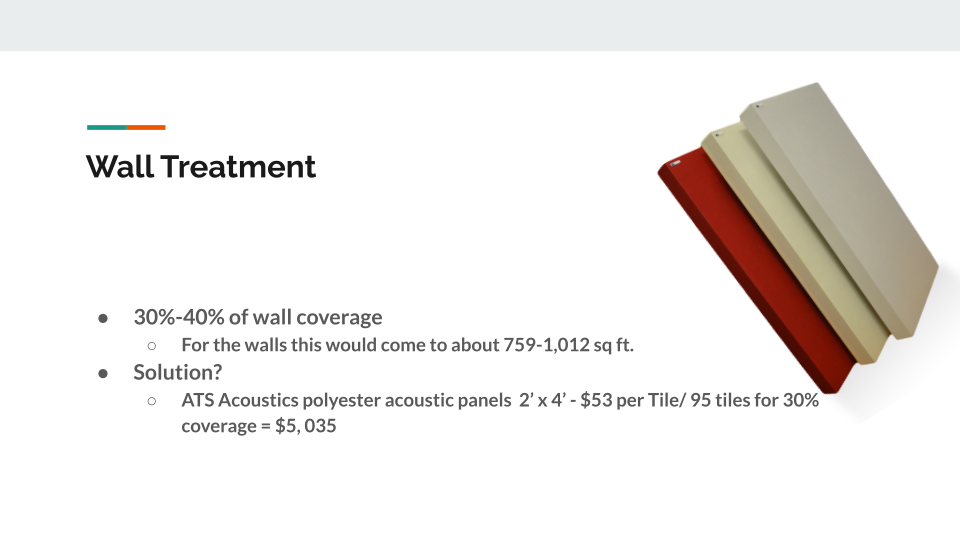 Wall Treatment
● 30%-40% of wall coverage
○ For the walls this would come to about 759-1,012 sq ft.
● Solution?
○ ATS Acoustics polyester acoustic panels  2’ x 4’ - $53 per Tile/ 95 tiles for 30%
coverage = $5, 035